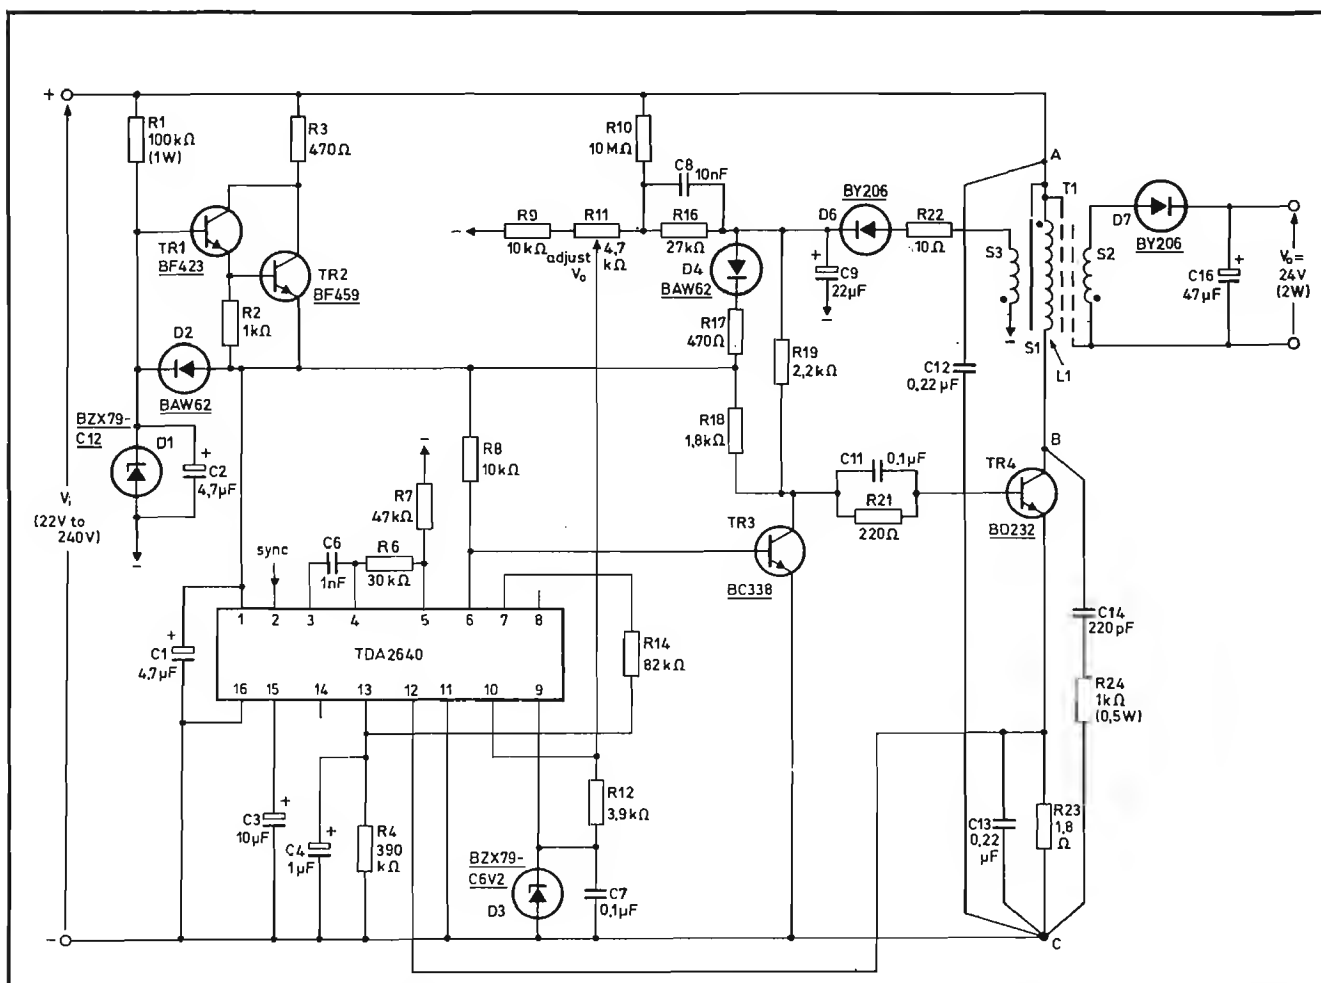 +
R1
100kΩ
(1W)
R3
470Ω
TR1
BF423
TR2
BF459
R2
1kΩ
D2
BAW62
BZX79-
C12
D1
+
C2
4,7μF
Vi
(22V to
240V)
R10
10MΩ
C8
10nF
R9
10kΩ
R11
4,7
kΩ
adjust
Vo
R16
27kΩ
D4
BAW62
R17
470Ω
BY206
D6
R22
10Ω
+
C9
22μF
R19
2,2kΩ
R18
1,8kΩ
C12
0,22μF
A
T1
S3
S1
L1
S2
D7
BY206
+
C16
47μF
Vo=
24V
(2W)
B
R8
10kΩ
R7
47kΩ
sync
C6
1nF
R6
30kΩ
C11
0,1μF
R21
220Ω
TR3
BC338
TR4
BD232
C14
220pF
R24
1kΩ
(0,5W)
1 2 3 4 5 6 7 8
TDA2640
16 15 14 13 12 11 10 9
+
C1
4,7μF
R14
82kΩ
+
C3
10μF
+
C4
1μF
R4
390
kΩ
R12
3,9kΩ
BZX79-
C6V2
D3
C7
0,1μF
C13
0,22
μF
R23
1,8
Ω
C
-